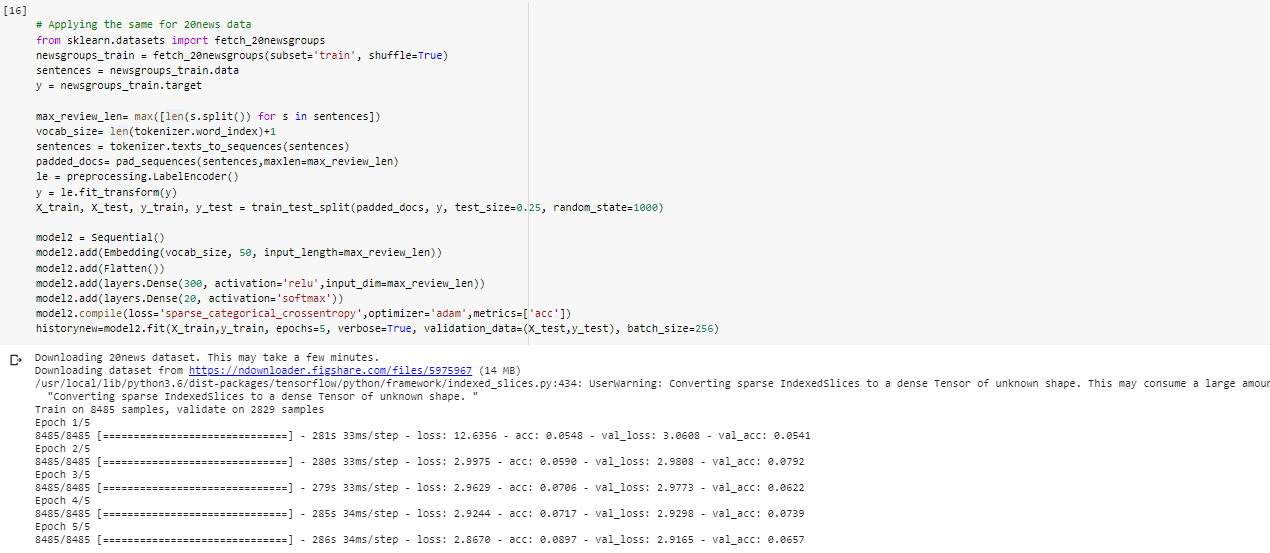 [16]
# Applying the same for 20news data
from sklearn.datasets import fetch_20newsgroups
newsgroups_train = fetch_20newsgroups(subset='train', shuffle=True)
sentences = newsgroups_train.data
y = newsgroups_train.target
max_review_len= max([len(s.split()) for s in sentences])
vocab_size= len(tokenizer.word_index)+1
sentences = tokenizer.texts_to_sequences(sentences)
padded_docs= pad_sequences(sentences,maxlen=max_review_len)
le = preprocessing.LabelEncoder()
y = le.fit_transform(y)
X_train, X_test, y_train, y_test = train_test_split(padded_docs, y, test_size=0.25, random_state=1000)
model2 = Sequential()
model2.add(Embedding(vocab_size, 50, input_length=max_review_len))
model2.add(Flatten())
model2.add(layers.Dense(300, activation='relu',input_dim=max_review_len))
model2.add(layers.Dense(20, activation='softmax'))
model2.compile(loss='sparse_categorical_crossentropy',optimizer='adam',metrics=['acc'])
historynew=model2.fit(X_train,y_train, epochs=5, verbose=True, validation_data=(X_test,y_test), batch_size=256)
Downloading 20news dataset. This may take a few minutes.
Downloading dataset from https://ndownloader.figshare.com/files/5975967 (14 MB)
/usr/local/lib/python3.6/dist-packages/tensorflow/python/framework/indexed_slices.py:434: UserWarning: Converting sparse IndexedSlices to a dense Tensor of unknown shape. This may consume a large amou
"Converting sparse IndexedSlices to a dense Tensor of unknown shape. "
Train on 8485 samples, validate on 2829 samples
Epoch 1/5
8485/8485 [==============================] - 281s 33ms/step - loss: 12.6356 - acc: 0.0548 - val_loss: 3.0608 - val_acc: 0.0541
Epoch 2/5
8485/8485 [==============================] - 280s 33ms/step - loss: 2.9975 - acc: 0.0590 - val_loss: 2.9808 - val_acc: 0.0792
Epoch 3/5
8485/8485 [==============================] - 279s 33ms/step - loss: 2.9629 - acc: 0.0706 - val_loss: 2.9773 - val_acc: 0.0622
Epoch 4/5
8485/8485 [==============================] - 285s 34ms/step - loss: 2.9244 - acc: 0.0717 - val_loss: 2.9298 - val_acc: 0.0739
Epoch 5/5
8485/8485 [==============================] - 286s 34ms/step - loss: 2.8670 - acc: 0.0897 - val_loss: 2.9165 - val_acc: 0.0657